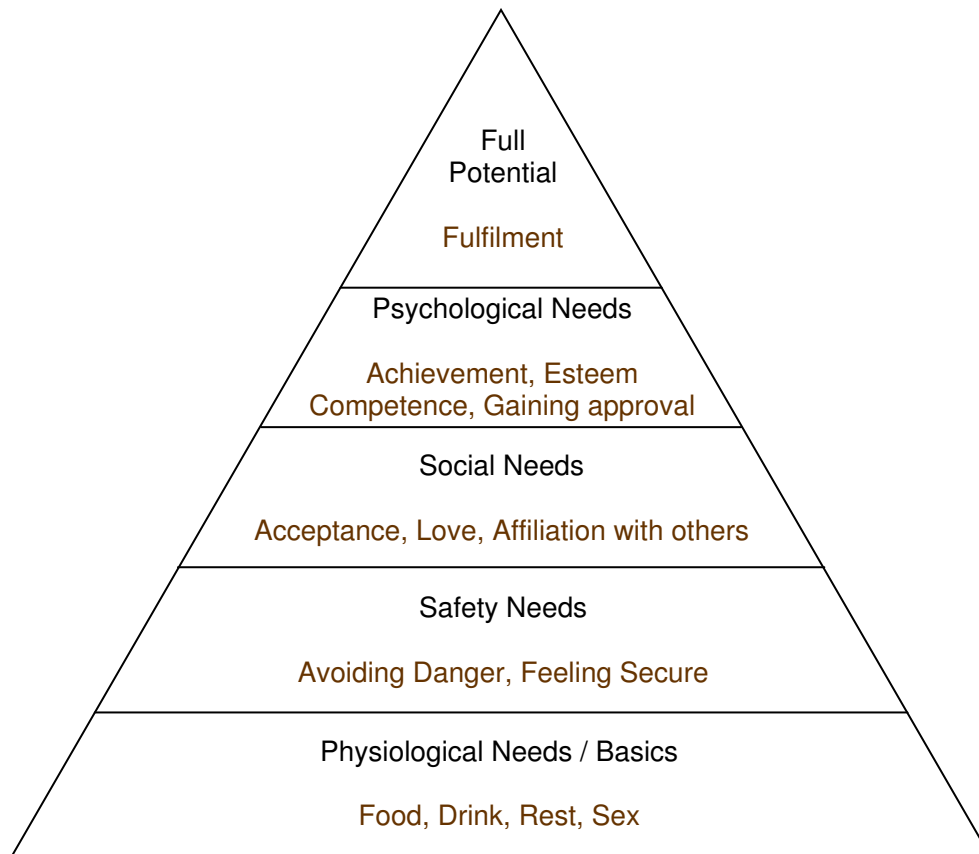 Full
Potential
Fulfilment
Psychological Needs
Achievement, Esteem
Competence, Gaining approval
Social Needs
Acceptance, Love, Affiliation with others
Safety Needs
Avoiding Danger, Feeling Secure
Physiological Needs / Basics
Food, Drink, Rest, Sex